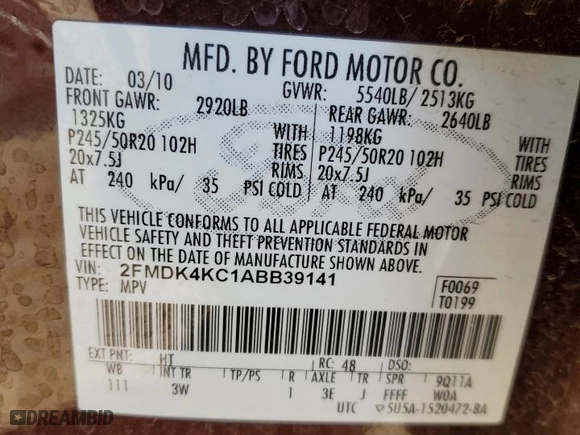 MFD. BY FORD MOTOR CO.
DATE: 03/10 GVWR: 5540LB/ 2513KG
FRONT GAWR: 2920LB REAR GAWR: 2640LB
1325KG WITH 1198KG WITH
P245/50R20 102H TIRES P245/50R20 102H TIRES
20x7.5J RIMS 20x7.5J RIMS
AT 240 kPa/ 35 PSI COLD AT 240 kPa/ 35 PSI COLD
THIS VEHICLE CONFORMS TO ALL APPLICABLE FEDERAL MOTOR
VEHICLE SAFETY AND THEFT PREVENTION STANDARDS IN
EFFECT ON THE DATE OF MANUFACTURE SHOWN ABOVE.
VIN: 2FMDK4KC1ABB39141 F0069
TYPE: MPV T0199
EXT PNT: HT RC: 48 DSO:
WB INT TR TP/PS R AXLE TR SPR 9Q11A
111 3W 1 3E J FFFF W0A
UTC 5U5A-1520472-BA
DREAMBID